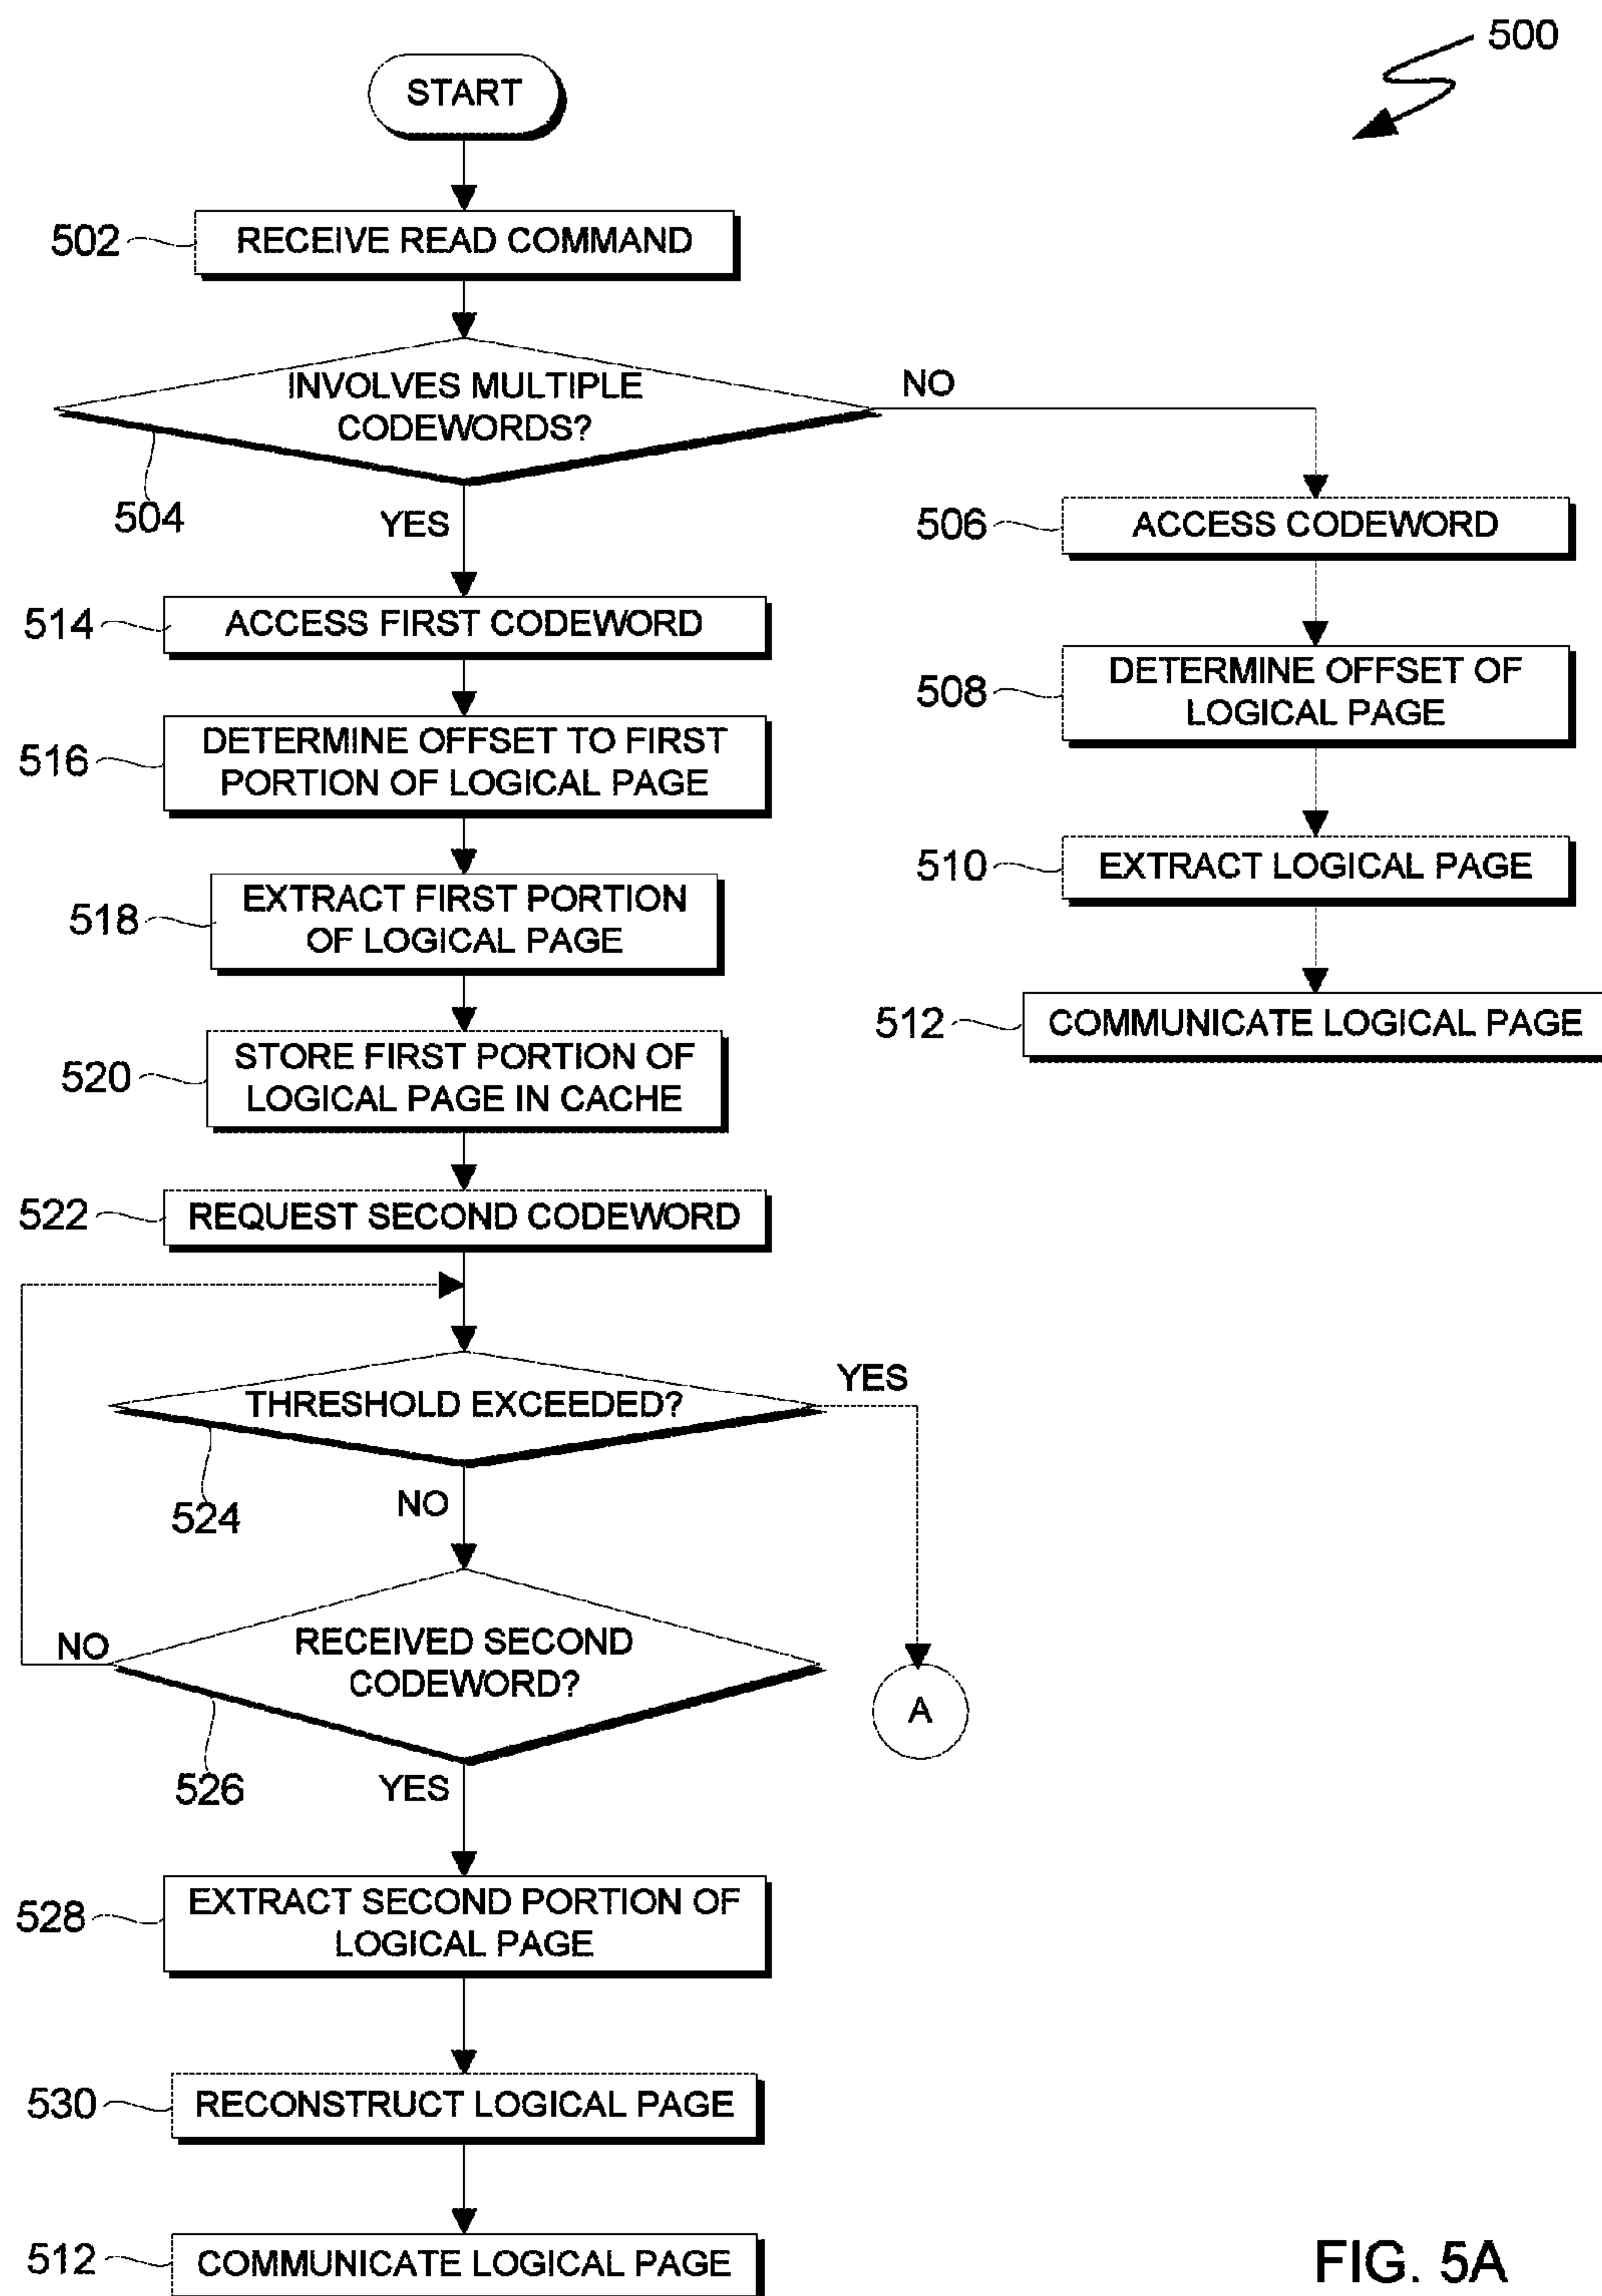 500
START
502
RECEIVE READ COMMAND
INVOLVES MULTIPLE
CODEWORDS?
NO
504
YES
506
ACCESS CODEWORD
514
ACCESS FIRST CODEWORD
508
DETERMINE OFFSET OF
LOGICAL PAGE
516
DETERMINE OFFSET TO FIRST
PORTION OF LOGICAL PAGE
510
EXTRACT LOGICAL PAGE
518
EXTRACT FIRST PORTION
OF LOGICAL PAGE
512
COMMUNICATE LOGICAL PAGE
520
STORE FIRST PORTION OF
LOGICAL PAGE IN CACHE
522
REQUEST SECOND CODEWORD
THRESHOLD EXCEEDED?
YES
524
NO
RECEIVED SECOND
CODEWORD?
NO
A
526
YES
528
EXTRACT SECOND PORTION OF
LOGICAL PAGE
530
RECONSTRUCT LOGICAL PAGE
512
COMMUNICATE LOGICAL PAGE
FIG. 5A